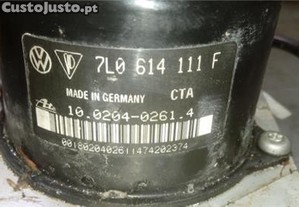 CustoJusto.pt
7L0 614 111 F
MADE IN GERMANY CTA
10.0204-0261.4